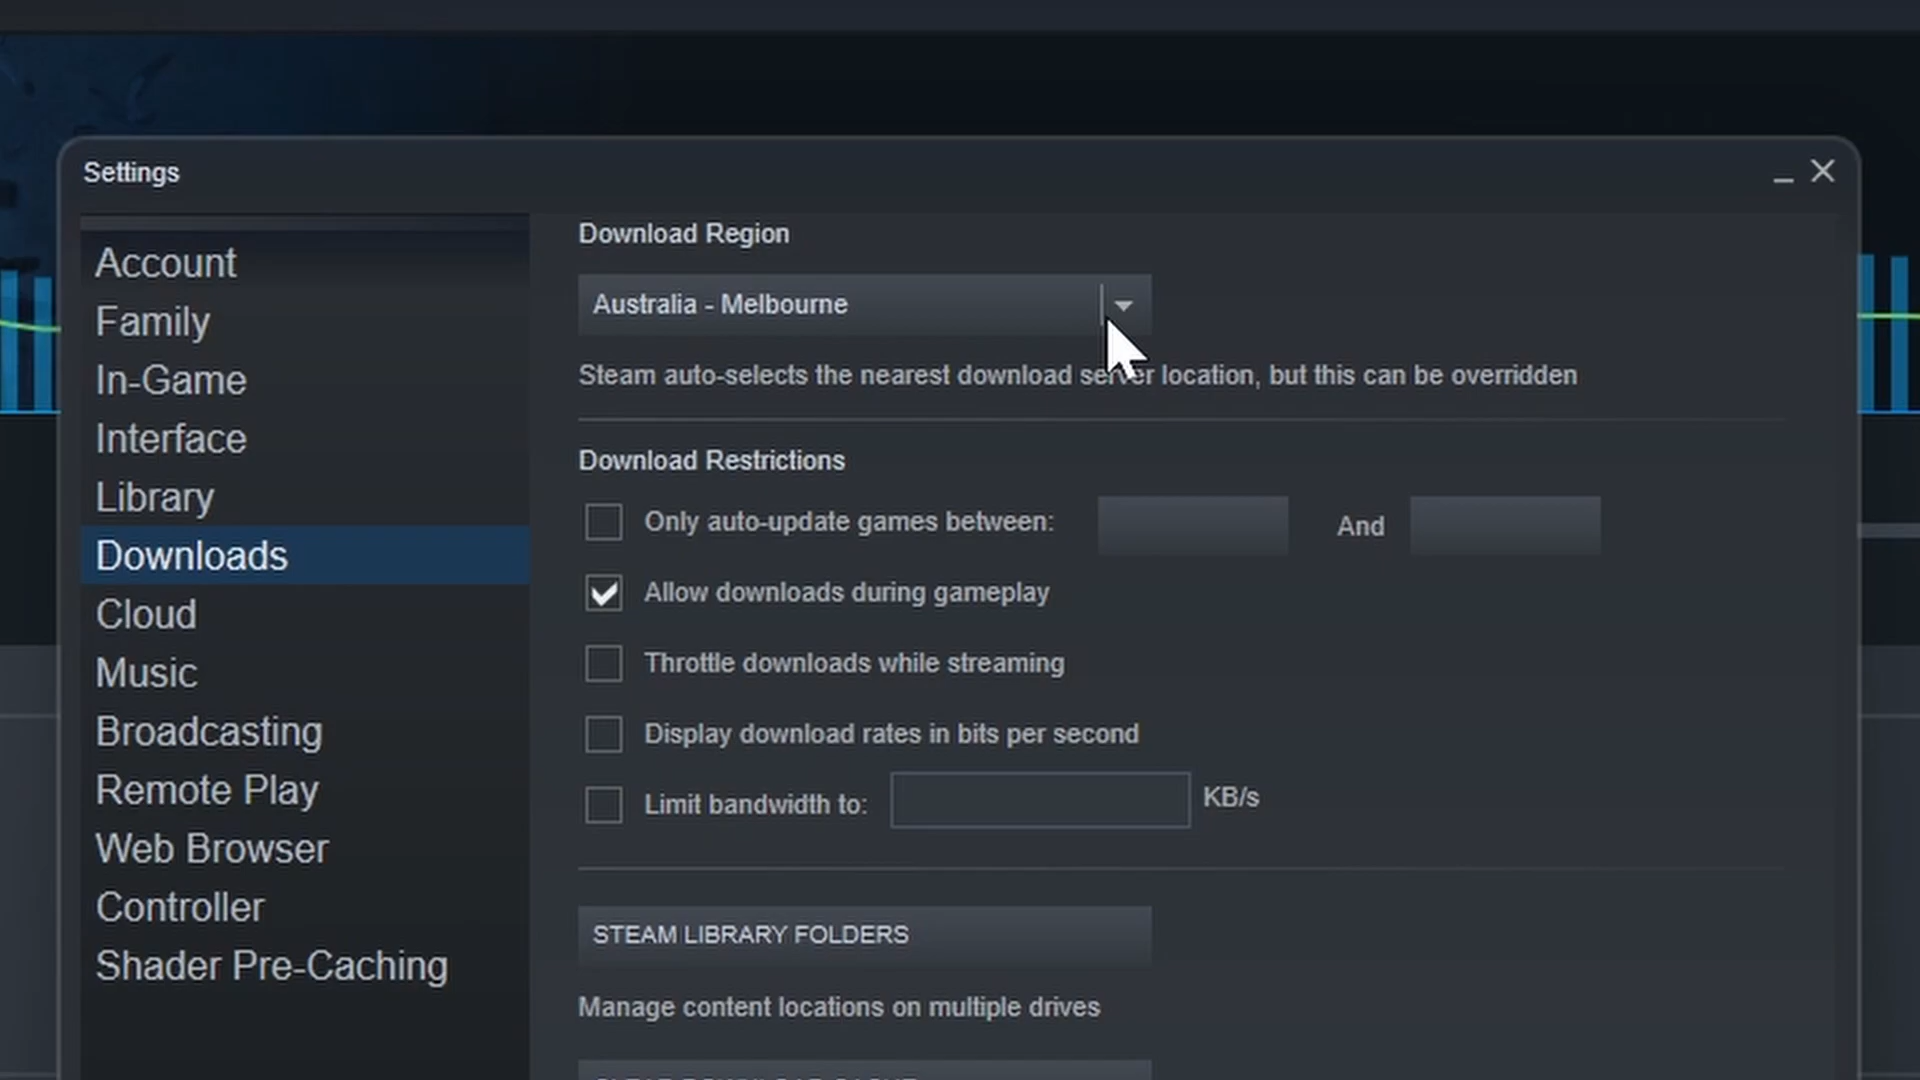 Settings
Account
Family
In-Game
Interface
Library
Downloads
Cloud
Music
Broadcasting
Remote Play
Web Browser
Controller
Shader Pre-Caching
Download Region
Australia - Melbourne
Steam auto-selects the nearest download server location, but this can be overridden
Download Restrictions
Only auto-update games between: And
Allow downloads during gameplay
Throttle downloads while streaming
Display download rates in bits per second
Limit bandwidth to: KB/s
STEAM LIBRARY FOLDERS
Manage content locations on multiple drives